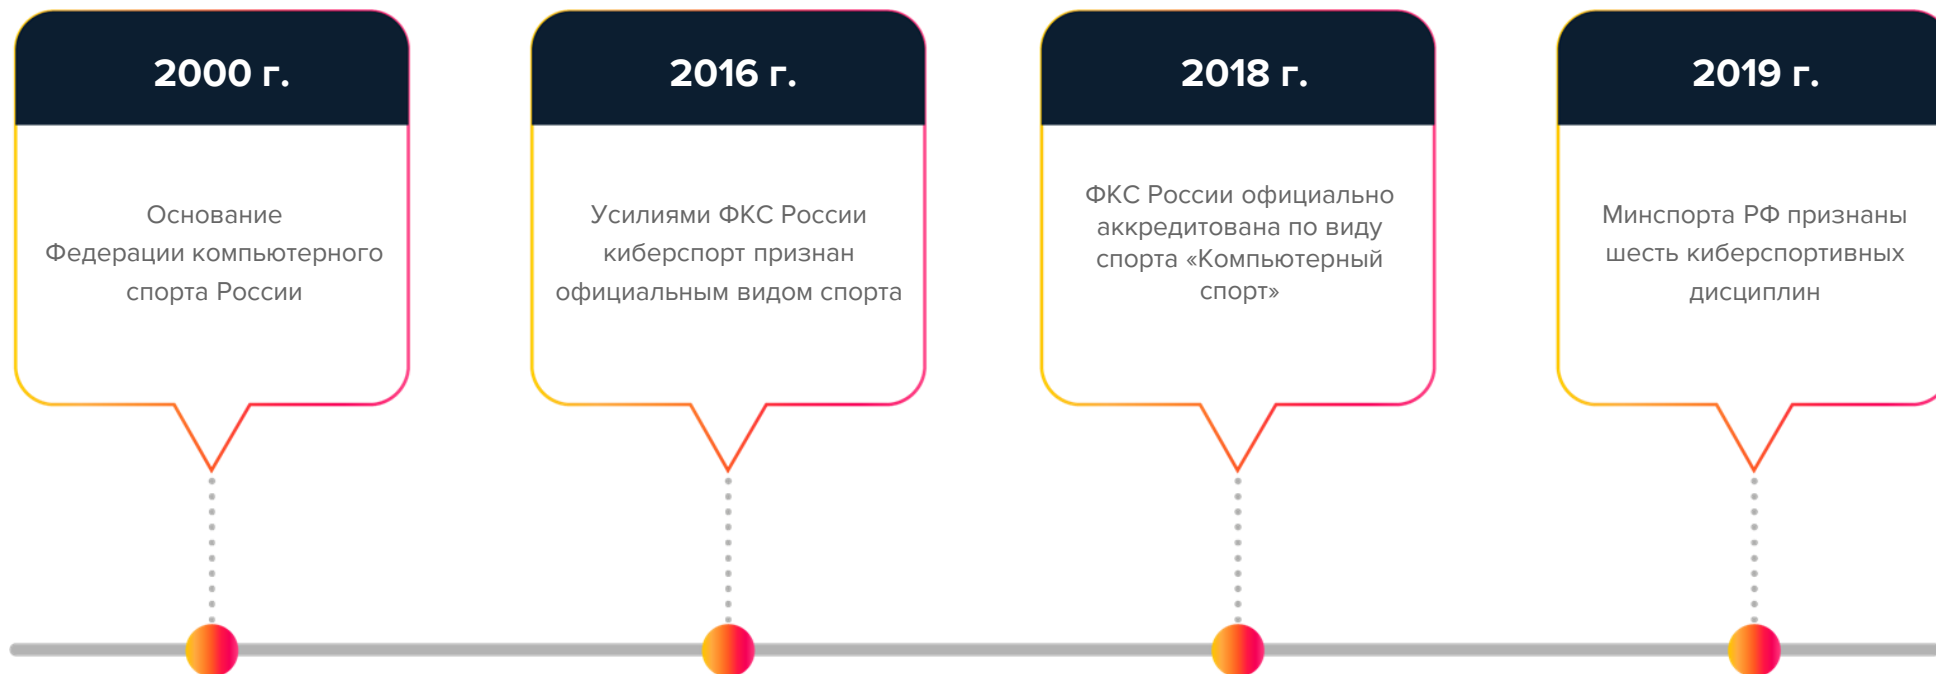 2000 г.
Основание
Федерации компьютерного
спорта России
2016 г.
Усилиями ФКС России
киберспорт признан
официальным видом спорта
2018 г.
ФКС России официально
аккредитована по виду
спорта «Компьютерный
спорт»
2019 г.
Минспорта РФ признаны
шесть киберспортивных
дисциплин